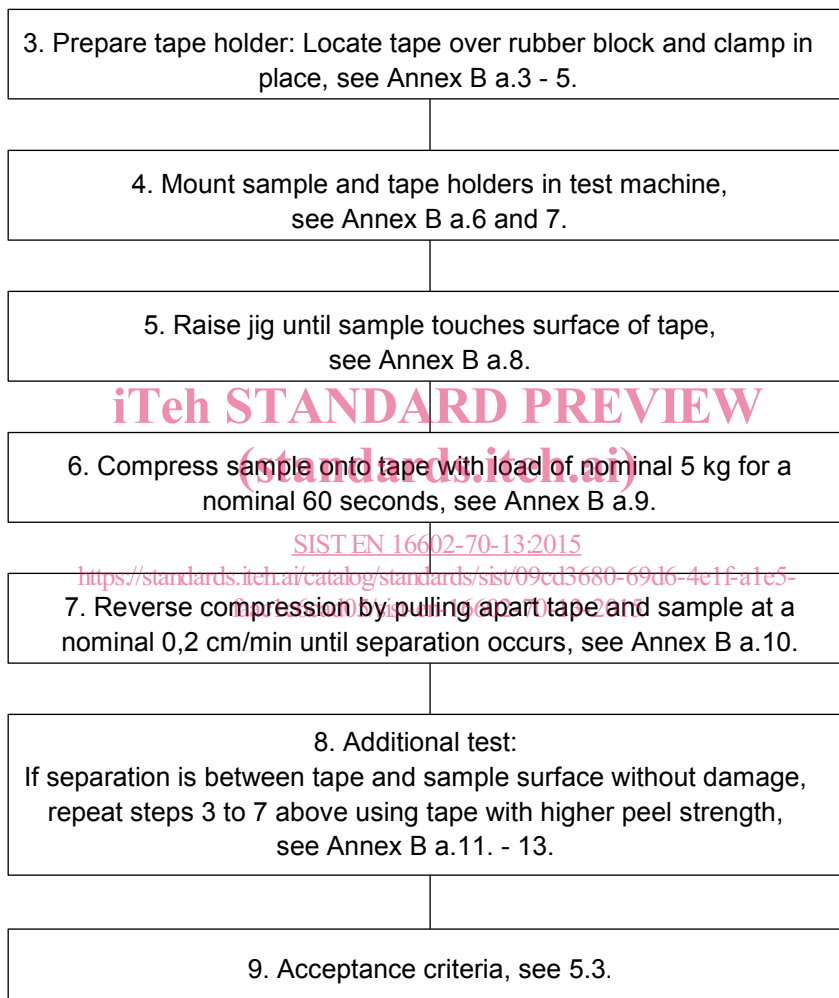 3. Prepare tape holder: Locate tape over rubber block and clamp in
place, see Annex B a.3 - 5.
4. Mount sample and tape holders in test machine,
see Annex B a.6 and 7.
5. Raise jig until sample touches surface of tape,
see Annex B a.8.
iTeh STANDARD PREVIEW
(standards.iteh.ai)
6. Compress sample onto tape with load of nominal 5 kg for a
nominal 60 seconds, see Annex B a.9.
SIST EN 16602-70-13:2015
https://standards.iteh.ai/catalog/standards/sist/09cd3680-69d6-4e1f-a1e5-
7. Reverse compression by pulling apart tape and sample at a
nominal 0,2 cm/min until separation occurs, see Annex B a.10.
8. Additional test:
If separation is between tape and sample surface without damage,
repeat steps 3 to 7 above using tape with higher peel strength,
see Annex B a.11. - 13.
9. Acceptance criteria, see 5.3.